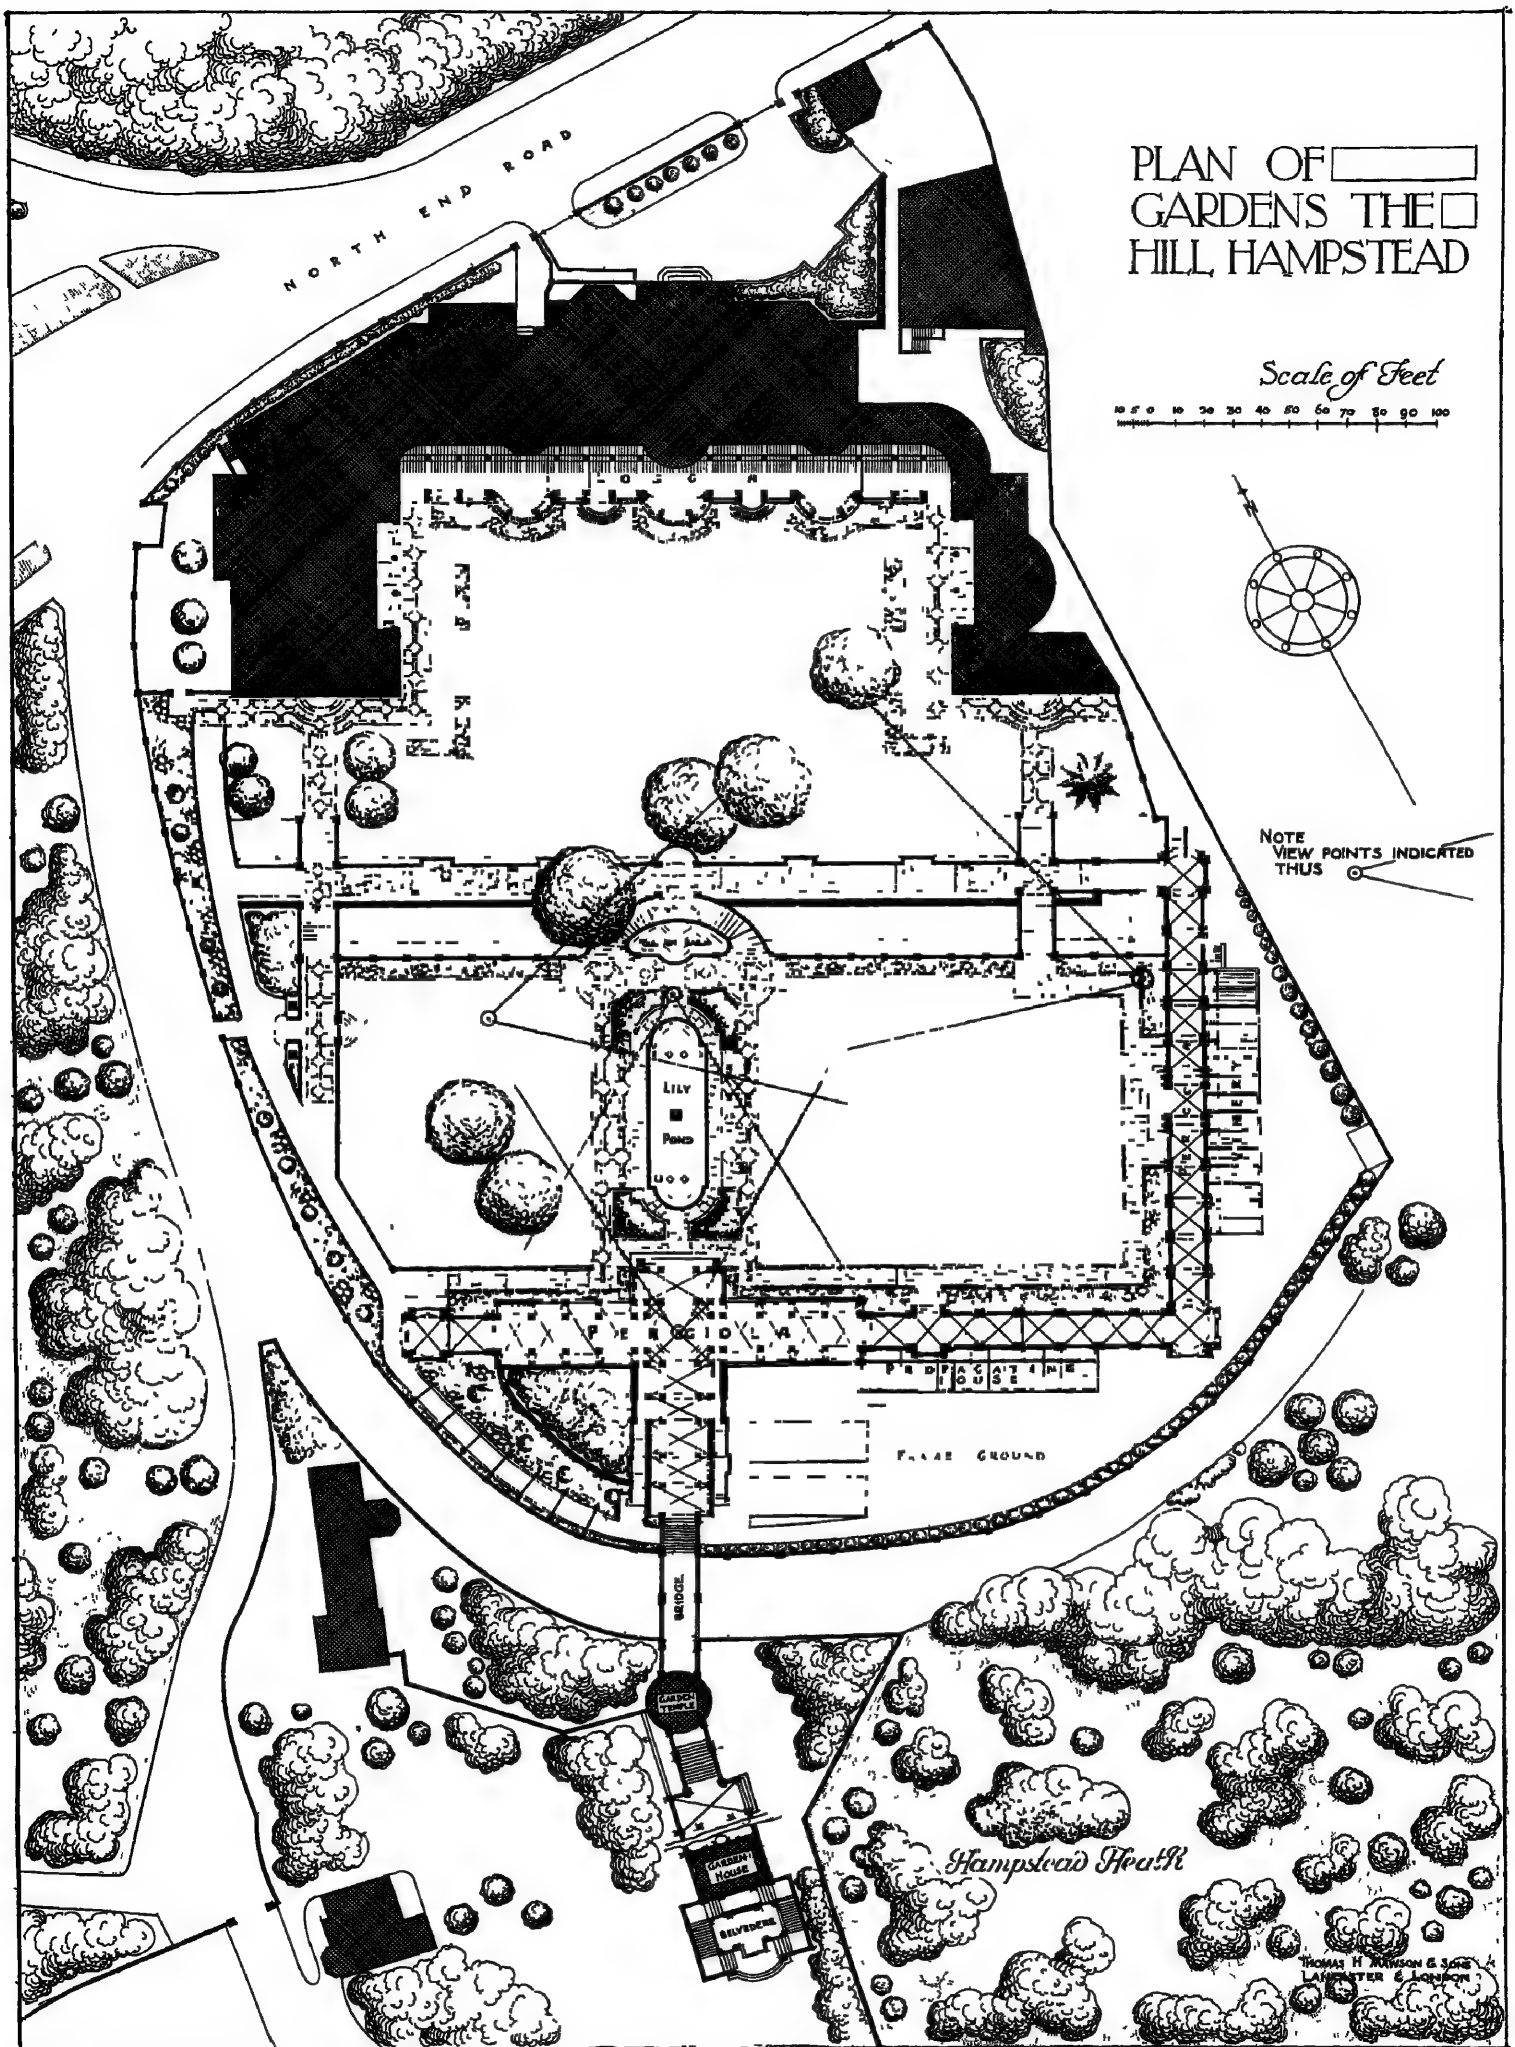 PLAN OF
GARDENS THE
HILL, HAMPSTEAD
Scale of Feet
10 5 0 10 20 30 40 50 60 70 80 90 100
NORTH END ROAD
N
NOTE
VIEW POINTS INDICATED
THUS
LILY
POND
PERGOLA
PERGOLA
VINERY
PROPAGATING
HOUSE
FRAME GROUND
BRIDGE
GARDEN
TEMPLE
GARDEN
HOUSE
BELVEDERE
Hampstead Heath
THOMAS H MAWSON & SONS
LANCASTER & LONDON